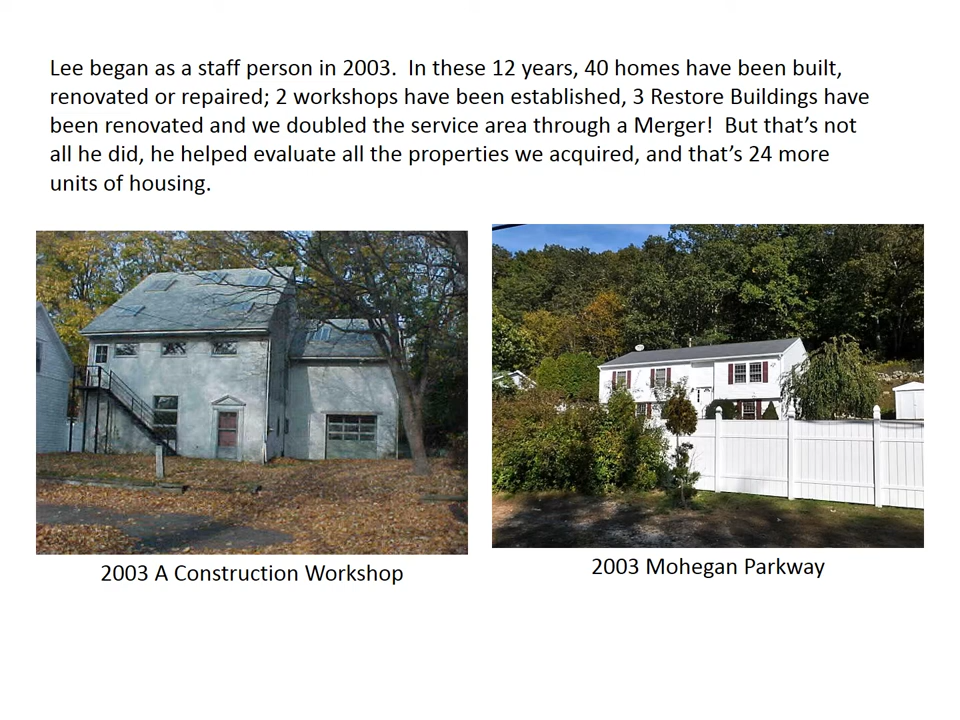 Lee began as a staff person in 2003.  In these 12 years, 40 homes have been built,
renovated or repaired; 2 workshops have been established, 3 Restore Buildings have
been renovated and we doubled the service area through a Merger!  But that’s not
all he did, he helped evaluate all the properties we acquired, and that’s 24 more
units of housing.
2003 A Construction Workshop
2003 Mohegan Parkway